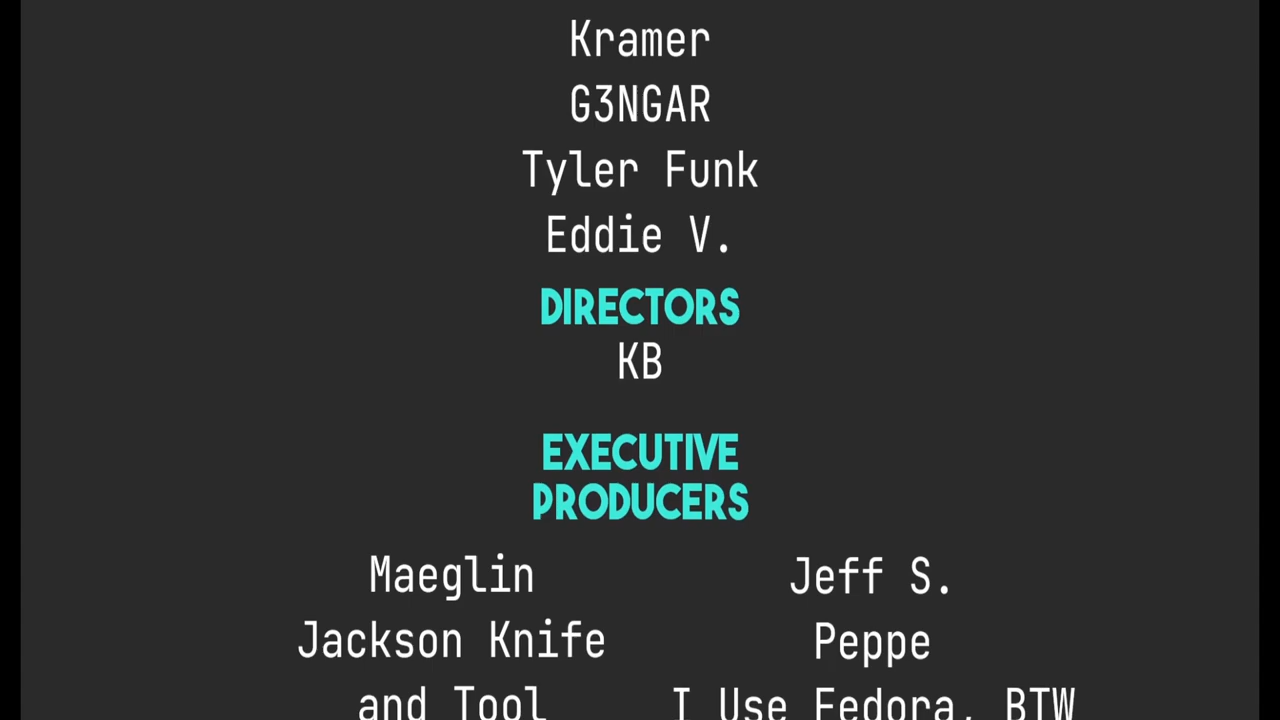 Kramer
G3NGAR
Tyler Funk
Eddie V.
DIRECTORS
KB
EXECUTIVE
PRODUCERS
Maeglin
Jackson Knife
and Tool
Jeff S.
Peppe
I Use Fedora, BTW